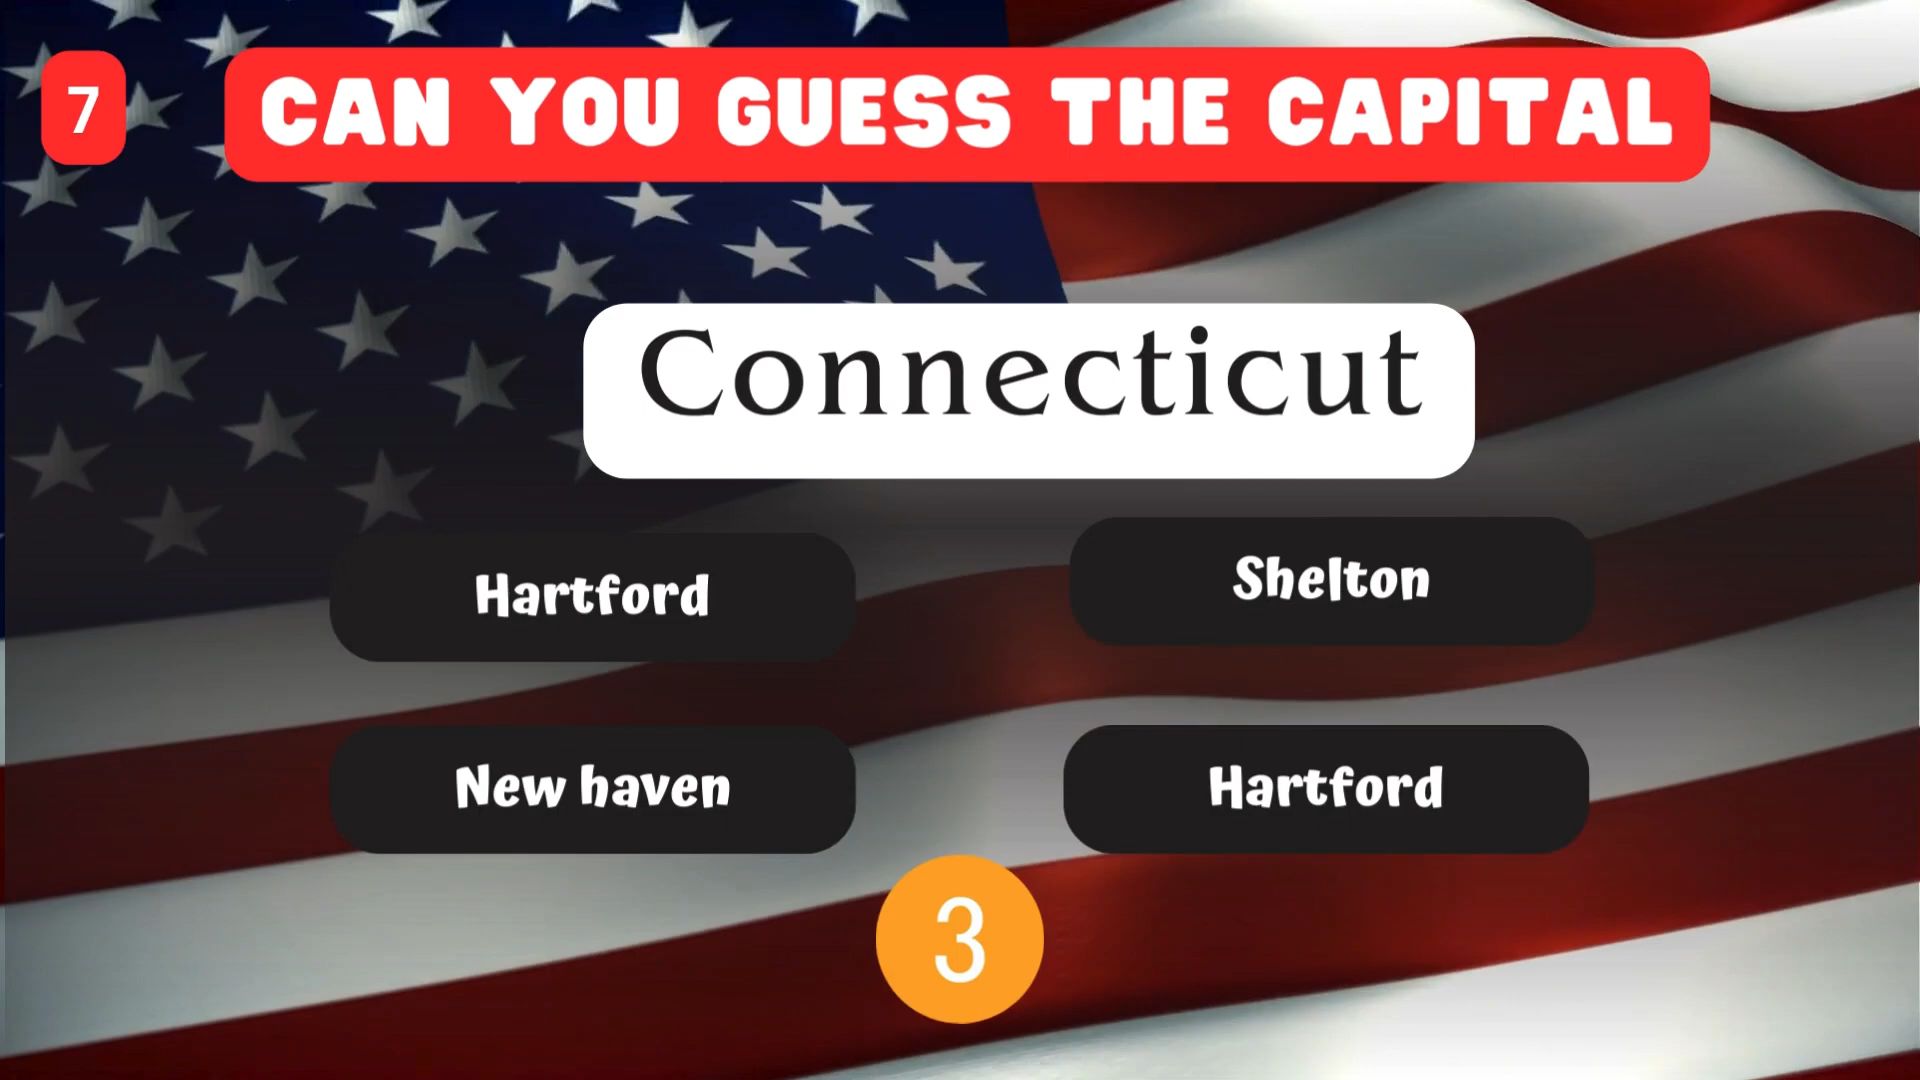 7
CAN YOU GUESS THE CAPITAL
Connecticut
Hartford
Shelton
New haven
Hartford
3